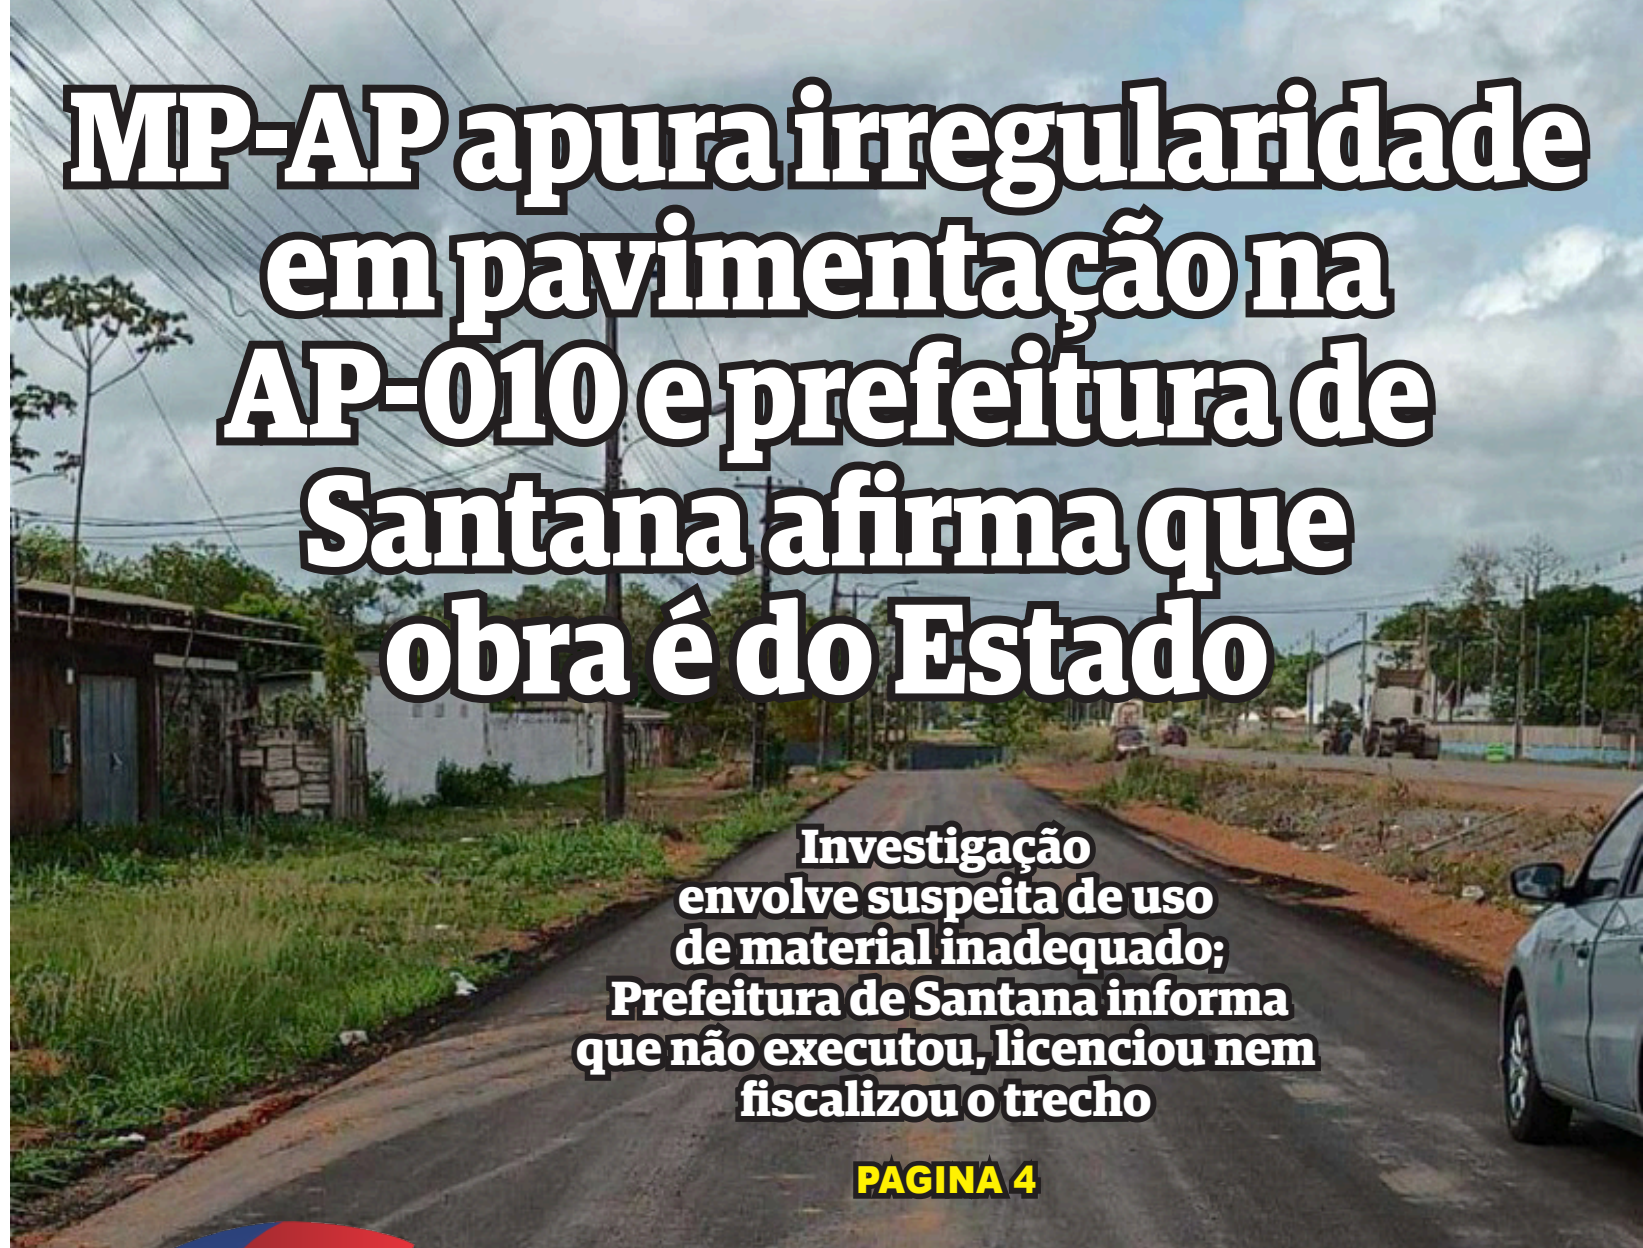 MP-AP apura irregularidade
em pavimentação na
AP-010 e prefeitura de
Santana afirma que
obra é do Estado
Investigação
envolve suspeita de uso
de material inadequado;
Prefeitura de Santana informa
que não executou, licenciou nem
fiscalizou o trecho
PAGINA 4